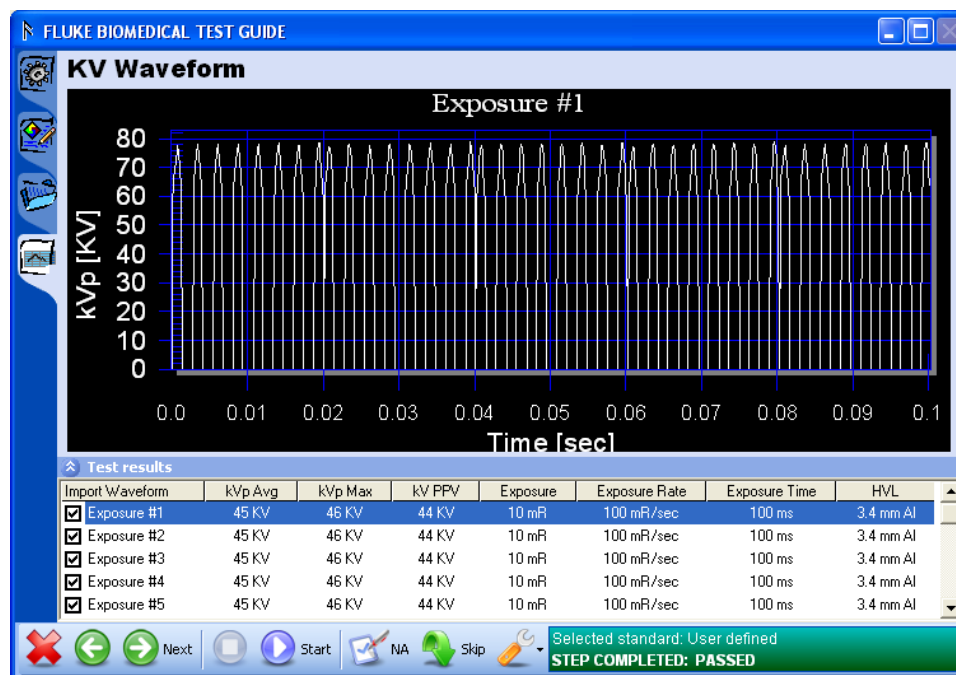 FLUKE BIOMEDICAL TEST GUIDE
KV Waveform
Exposure #1
80
70
60
50
40
30
20
10
0
kVp [KV]
0.0 0.01 0.02 0.03 0.04 0.05 0.06 0.07 0.08 0.09 0.1
Time [sec]
Test results
Import Waveform kVp Avg kVp Max kV PPV Exposure Exposure Rate Exposure Time HVL
Exposure #1 45 KV 46 KV 44 KV 10 mR 100 mR/sec 100 ms 3.4 mm Al
Exposure #2 45 KV 46 KV 44 KV 10 mR 100 mR/sec 100 ms 3.4 mm Al
Exposure #3 45 KV 46 KV 44 KV 10 mR 100 mR/sec 100 ms 3.4 mm Al
Exposure #4 45 KV 46 KV 44 KV 10 mR 100 mR/sec 100 ms 3.4 mm Al
Exposure #5 45 KV 46 KV 44 KV 10 mR 100 mR/sec 100 ms 3.4 mm Al
Next Start NA Skip
Selected standard: User defined
STEP COMPLETED: PASSED